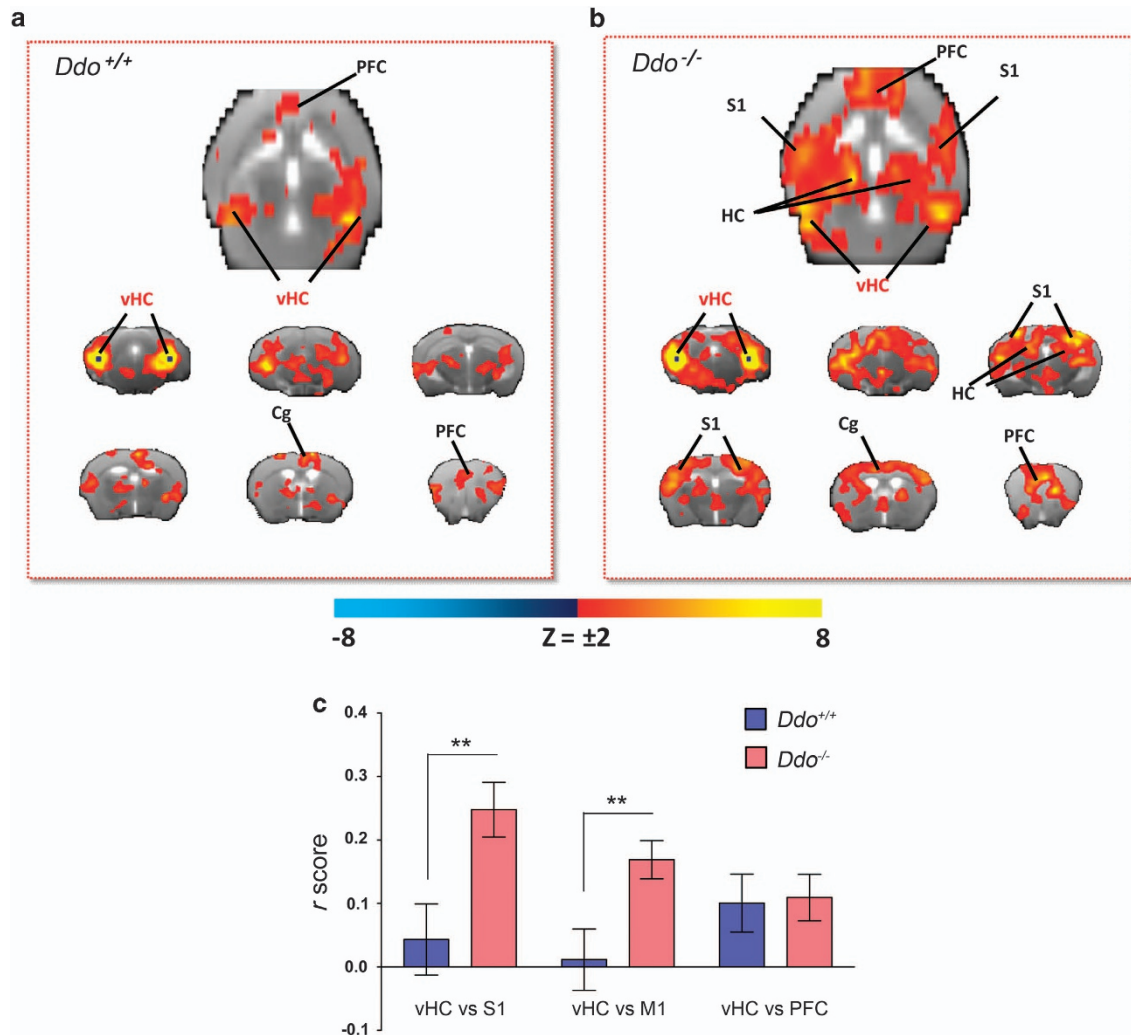 a
Ddo+/+
PFC
vHC
vHC
Cg
PFC
b
Ddo-/-
PFC
S1
S1
HC
vHC
vHC
S1
HC
S1
Cg
PFC
-8
Z = ±2
8
c
0.4
0.3
0.2
0.1
0.0
-0.1
r score
**
**
Ddo+/+
Ddo-/-
vHC vs S1
vHC vs M1
vHC vs PFC